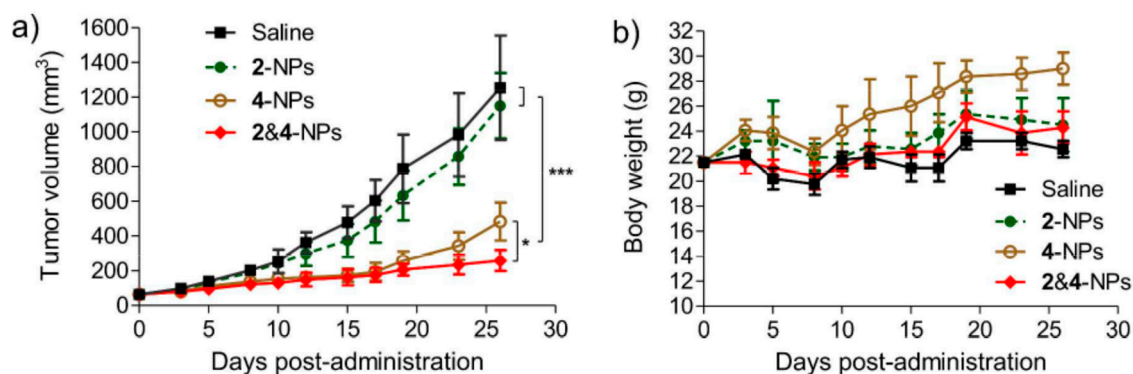 a)
Tumor volume (mm³)
1600
1400
1200
1000
800
600
400
200
0
0 5 10 15 20 25 30
Days post-administration
Saline
2-NPs
4-NPs
2&4-NPs
***
*
b)
Body weight (g)
32
30
28
26
24
22
20
18
16
14
12
10
0 5 10 15 20 25 30
Days post-administration
Saline
2-NPs
4-NPs
2&4-NPs